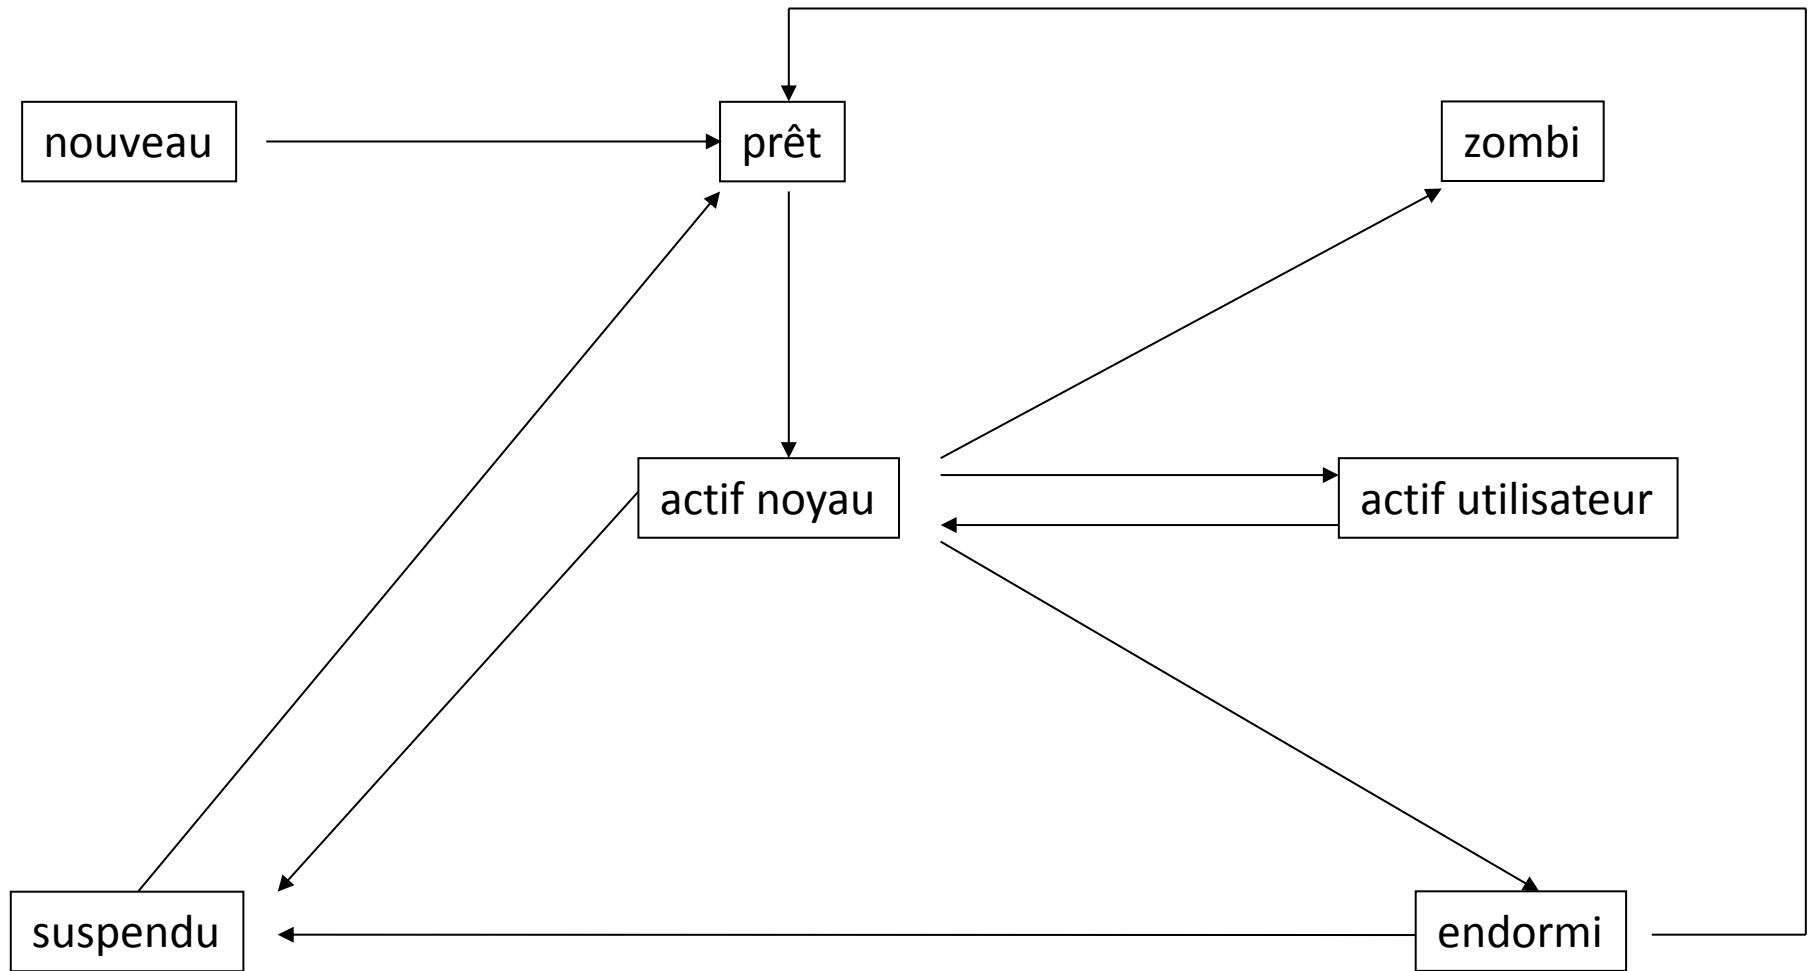 nouveau
prêt
zombi
actif noyau
actif utilisateur
suspendu
endormi